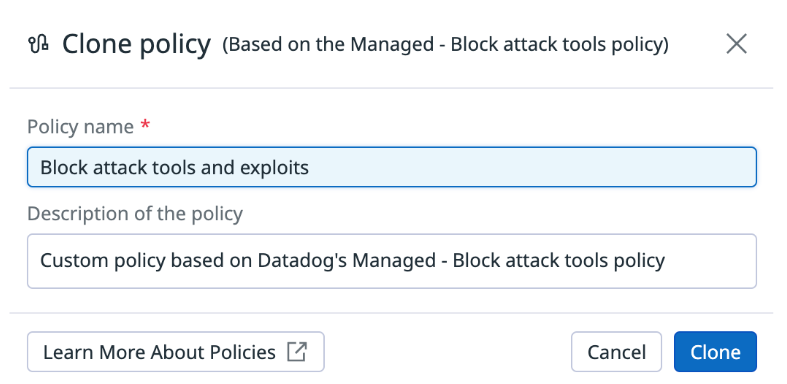 Clone policy (Based on the Managed - Block attack tools policy)
Policy name *
Block attack tools and exploits
Description of the policy
Custom policy based on Datadog's Managed - Block attack tools policy
Learn More About Policies Cancel Clone